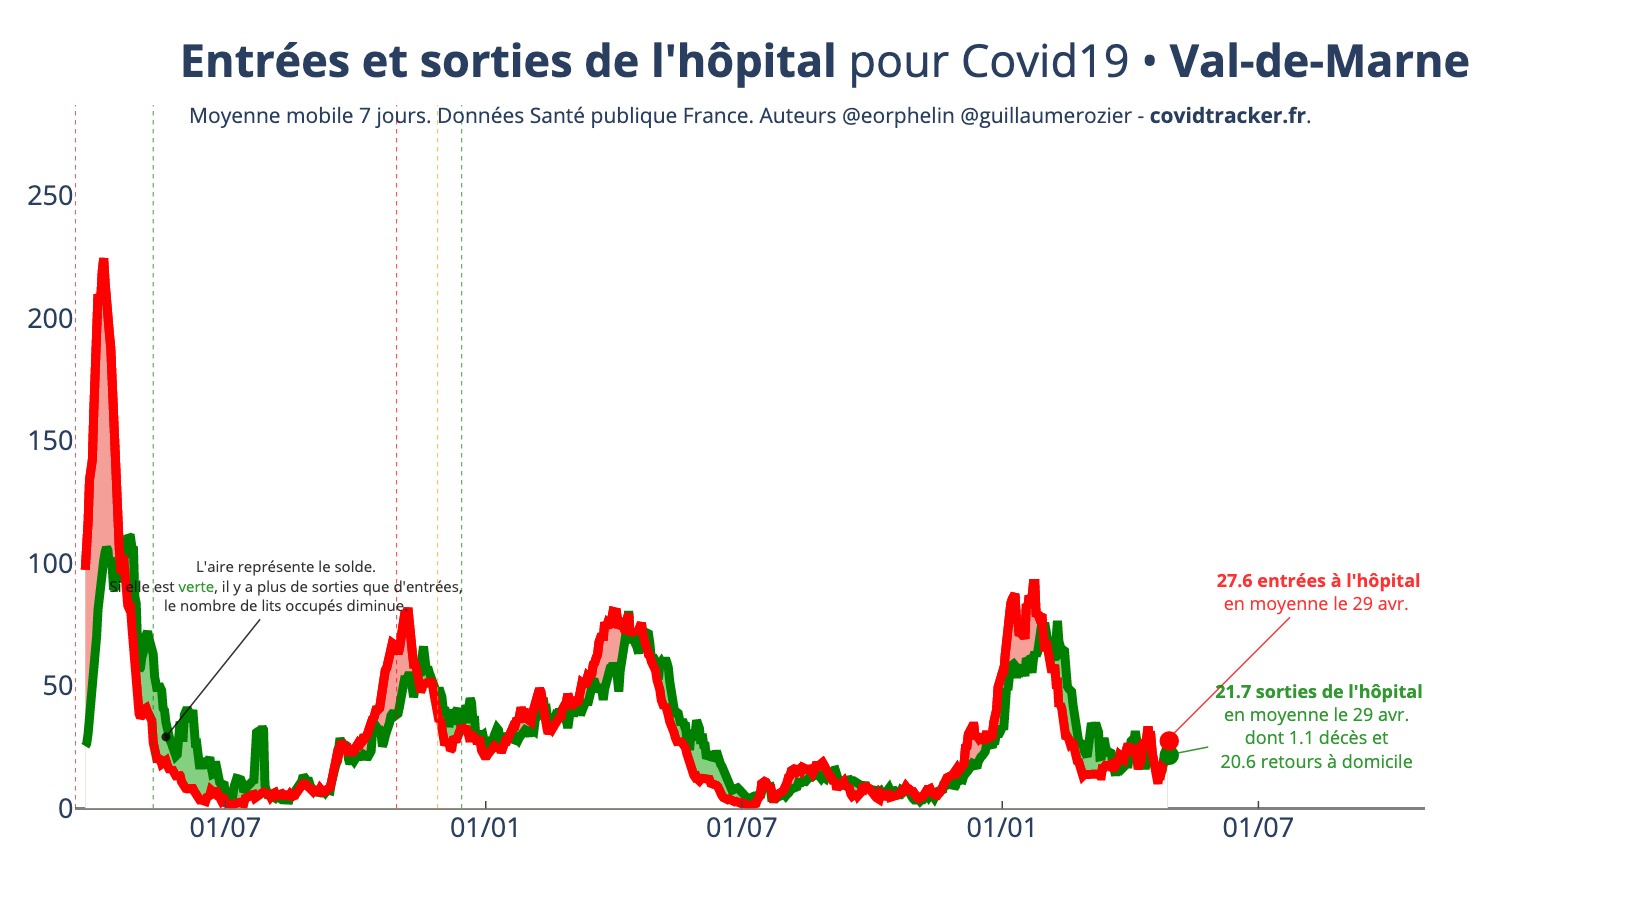 Entrées et sorties de l'hôpital pour Covid19 • Val-de-Marne
Moyenne mobile 7 jours. Données Santé publique France. Auteurs @eorphelin @guillaumerozier - covidtracker.fr.
250
200
150
100
50
0
L'aire représente le solde.
Si elle est verte, il y a plus de sorties que d'entrées,
le nombre de lits occupés diminue.
27.6 entrées à l'hôpital
en moyenne le 29 avr.
21.7 sorties de l'hôpital
en moyenne le 29 avr.
dont 1.1 décès et
20.6 retours à domicile
01/07
01/01
01/07
01/01
01/07